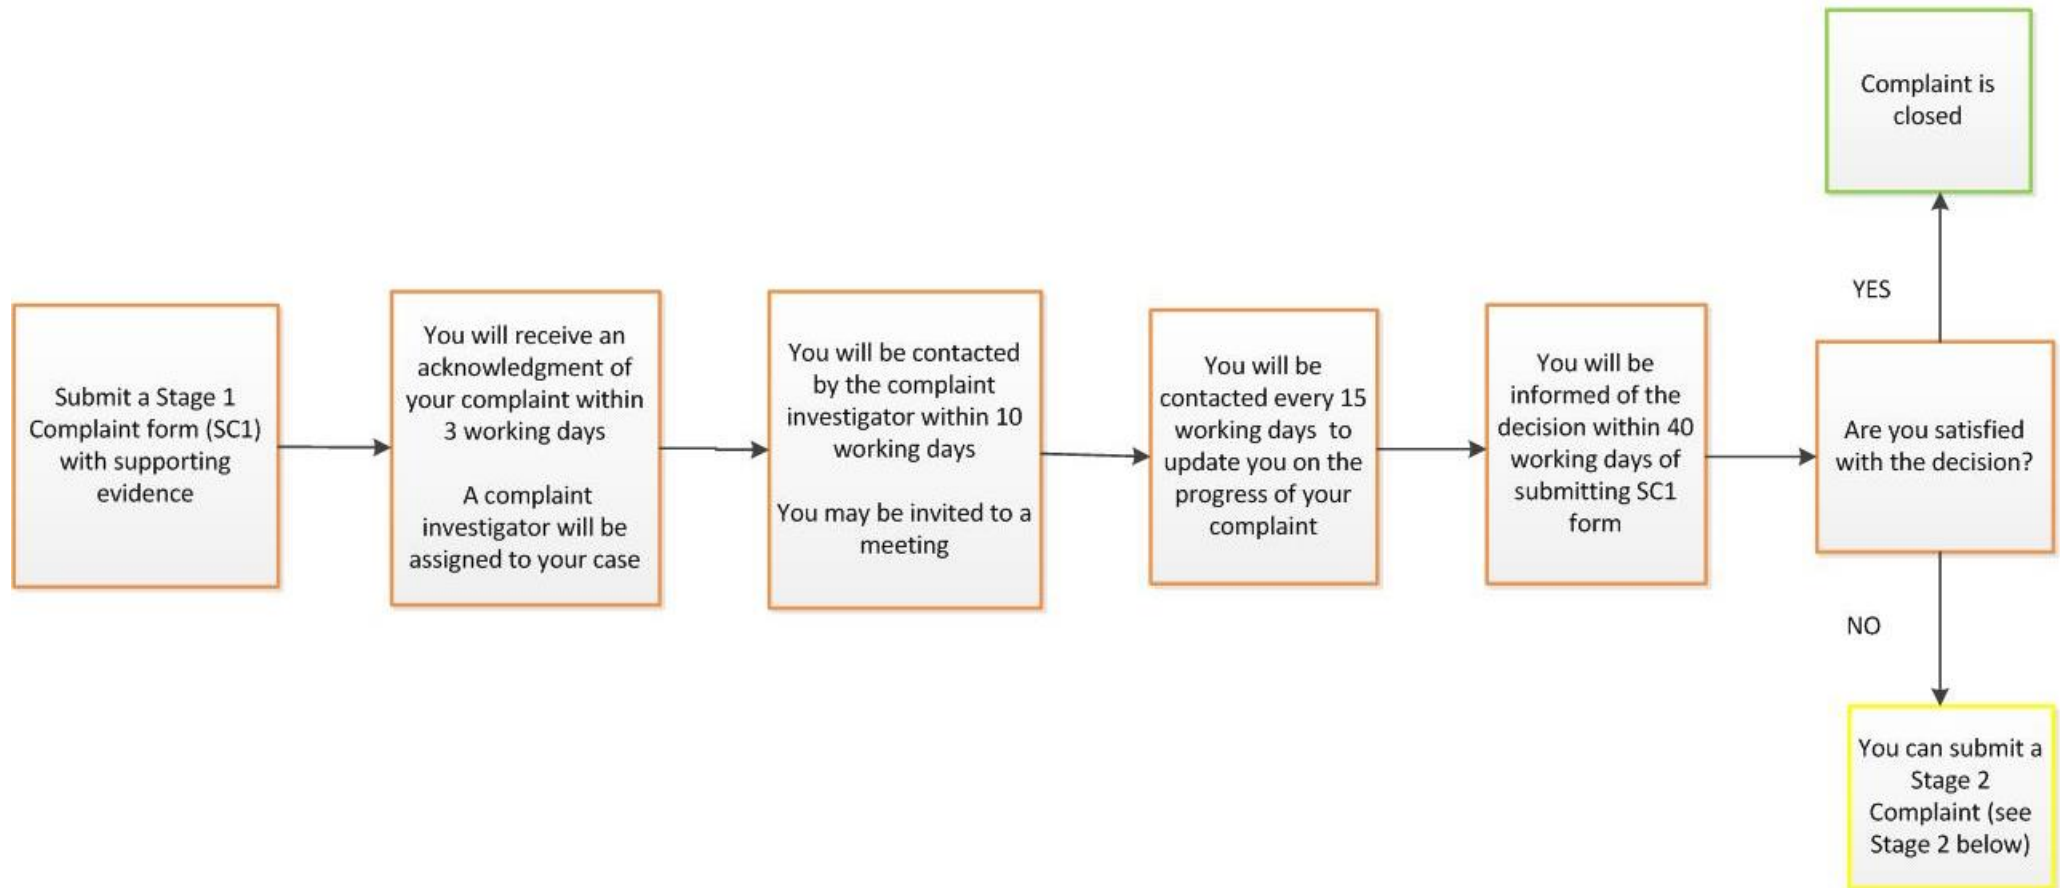 Submit a Stage 1
Complaint form (SC1)
with supporting
evidence
You will receive an
acknowledgment of
your complaint within
3 working days
A complaint
investigator will be
assigned to your case
You will be contacted
by the complaint
investigator within 10
working days
You may be invited to a
meeting
You will be
contacted every 15
working days to
update you on the
progress of your
complaint
You will be
informed of the
decision within 40
working days of
submitting SC1
form
Are you satisfied
with the decision?
YES
Complaint is
closed
NO
You can submit a
Stage 2
Complaint (see
Stage 2 below)